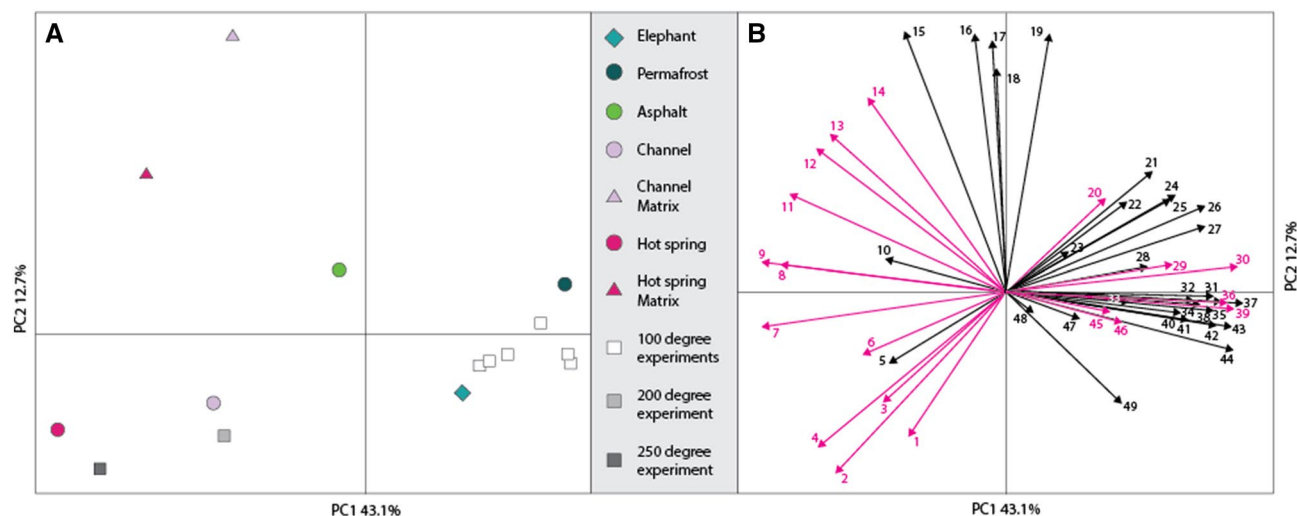 A
Elephant
Permafrost
Asphalt
Channel
Channel
Matrix
Hot spring
Hot spring
Matrix
100 degree
experiments
200 degree
experiment
250 degree
experiment
PC2 12.7%
PC1 43.1%
B
15
16
17
19
18
14
13
12
11
21
20
24
22
25
26
27
23
10
9
8
28
29
30
7
32
31
33
36
37
34
38
35
39
48
47
45
46
40
41
42
43
44
6
5
3
49
4
1
2
PC2 12.7%
PC1 43.1%